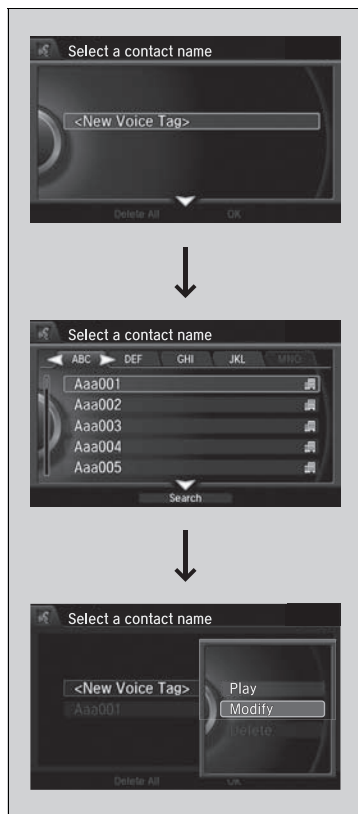 Select a contact name
<New Voice Tag>
Delete All OK
Select a contact name
ABC DEF GHI JKL MNO
Aaa001
Aaa002
Aaa003
Aaa004
Aaa005
Search
Select a contact name
<New Voice Tag>
Aaa001
Play
Modify
Delete
Delete All OK